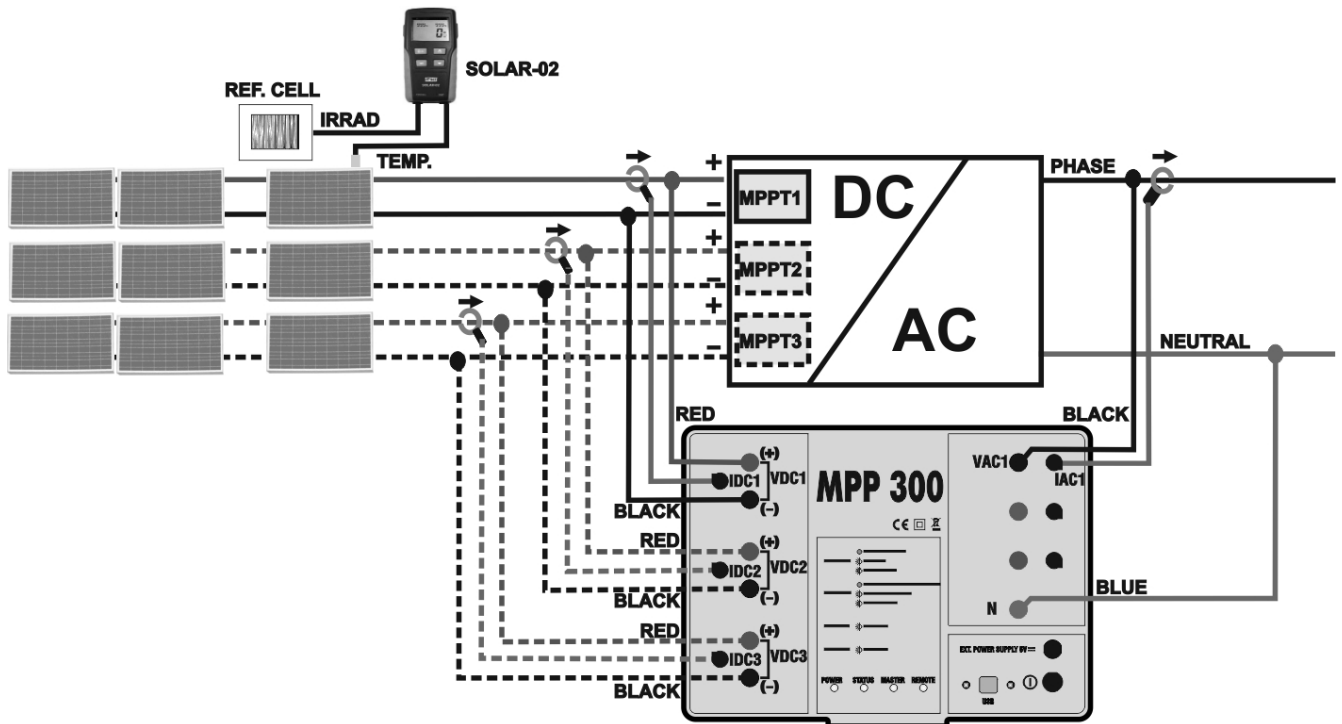 SOLAR-02
REF. CELL
IRRAD
TEMP.
+
−
MPPT1
+
−
MPPT2
+
−
MPPT3
DC
AC
PHASE
NEUTRAL
RED
BLACK
(+)
IDC1
VDC1
(−)
BLACK
RED
(+)
IDC2
VDC2
(−)
BLACK
RED
(+)
IDC3
VDC3
(−)
BLACK
MPP 300
CE
POWER STATUS MASTER REMOTE
VAC1
IAC1
N
BLUE
EXT. POWER SUPPLY 5V
USB